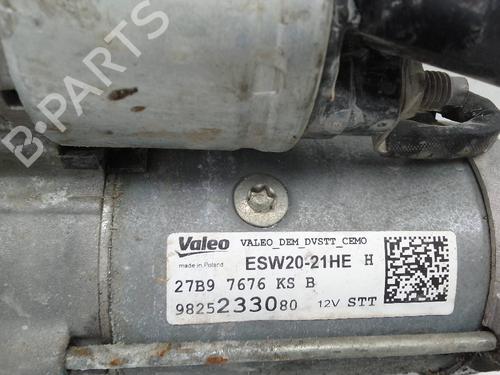 B-PARTS
Valeo VALEO_DEM_DVSTT_CEMO
made in Poland ESW20-21HE H
27B9 7676 KS B
9825233080 12V STT